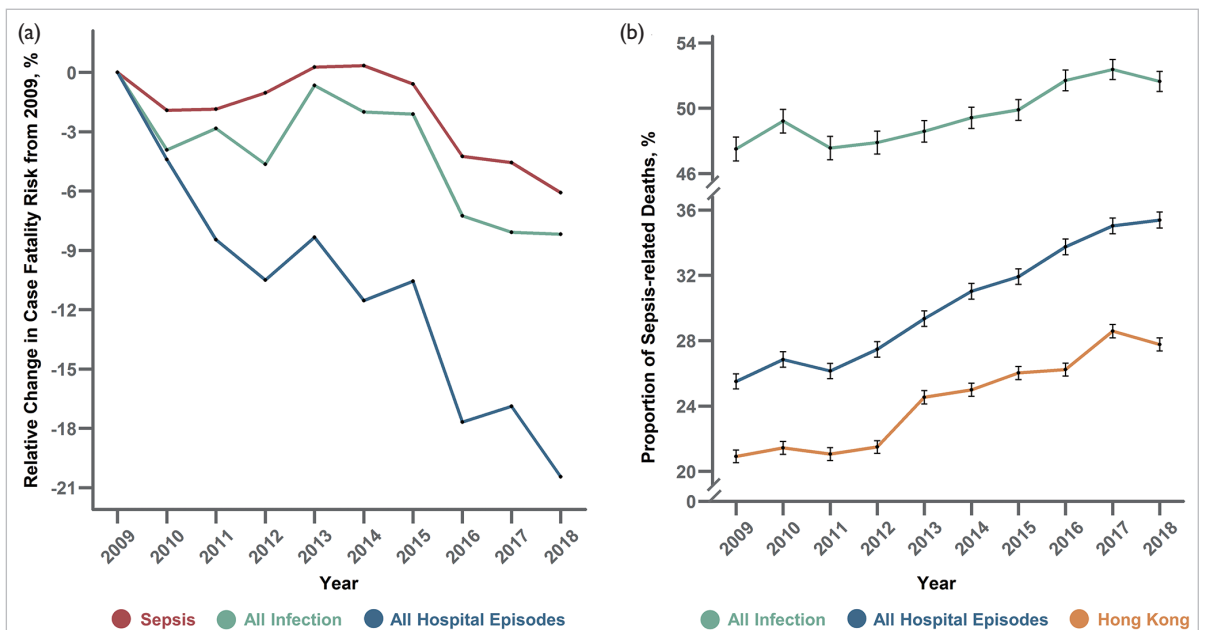 (a)
Relative Change in Case Fatality Risk from 2009, %
0
-3
-6
-9
-12
-15
-18
-21
2009 2010 2011 2012 2013 2014 2015 2016 2017 2018
Year
Sepsis All Infection All Hospital Episodes
(b)
Proportion of Sepsis-related Deaths, %
54
50
46
36
32
28
24
20
0
2009 2010 2011 2012 2013 2014 2015 2016 2017 2018
Year
All Infection All Hospital Episodes Hong Kong